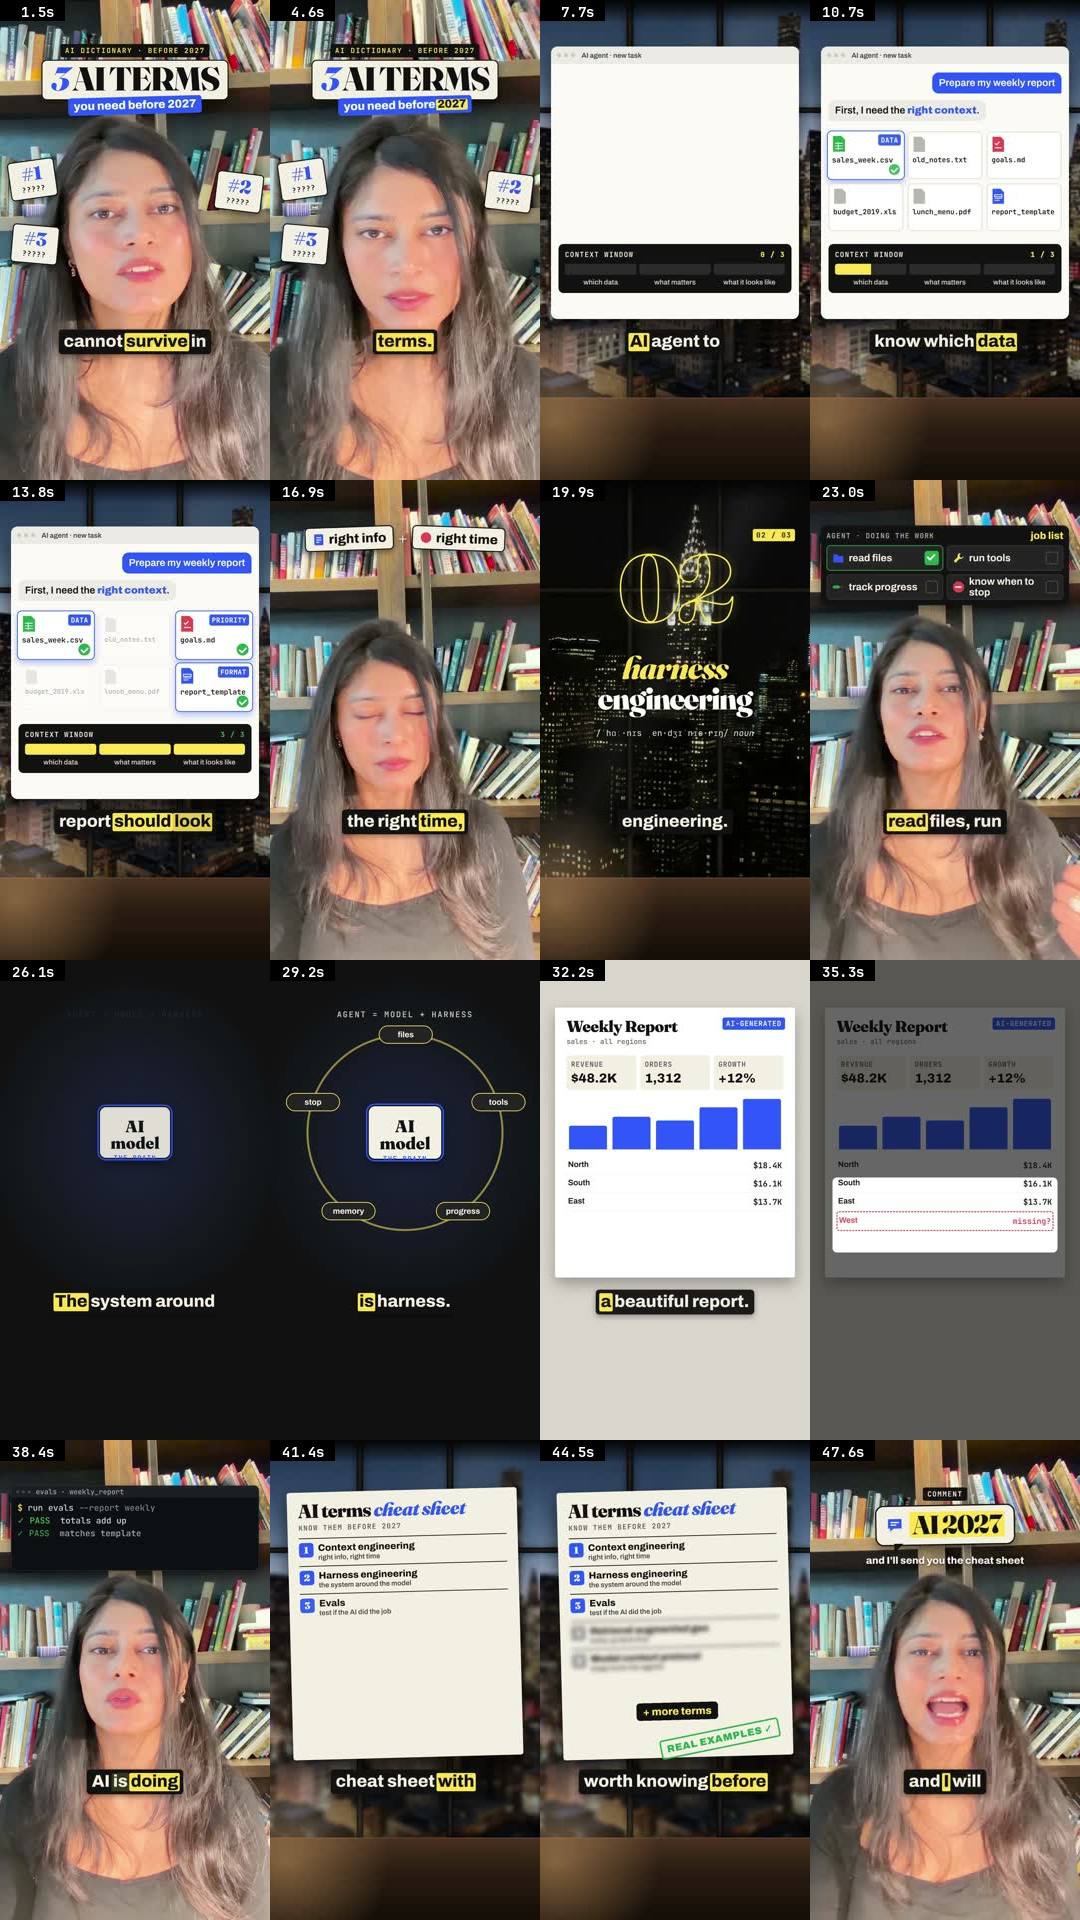 1.5s
AI DICTIONARY · BEFORE 2027
3 AI TERMS
you need before 2027
#1
?????
#2
?????
#3
?????
cannot survive in
4.6s
AI DICTIONARY · BEFORE 2027
3 AI TERMS
you need before 2027
#1
?????
#2
?????
#3
?????
terms.
7.7s
AI agent · new task
CONTEXT WINDOW 0 / 3
which data what matters what it looks like
AI agent to
10.7s
AI agent · new task
Prepare my weekly report
First, I need the right context.
DATA
sales_week.csv old_notes.txt goals.md
budget_2019.xls lunch_menu.pdf report_template
CONTEXT WINDOW 1 / 3
which data what matters what it looks like
know which data
13.8s
AI agent · new task
Prepare my weekly report
First, I need the right context.
DATA PRIORITY
sales_week.csv old_notes.txt goals.md
FORMAT
budget_2019.xls lunch_menu.pdf report_template
CONTEXT WINDOW 3 / 3
which data what matters what it looks like
report should look
16.9s
right info + right time
the right time,
19.9s
02 / 03
02
harness
engineering
noun
engineering.
23.0s
AGENT · DOING THE WORK job list
read files run tools
track progress know when to stop
read files, run
26.1s
AGENT = MODEL + HARNESS
AI
model
The system around
29.2s
AGENT = MODEL + HARNESS
files
stop
tools
AI
model
memory
progress
is harness.
32.2s
Weekly Report AI-GENERATED
sales · all regions
REVENUE ORDERS GROWTH
$48.2K 1,312 +12%
North $18.4K
South $16.1K
East $13.7K
a beautiful report.
35.3s
Weekly Report AI-GENERATED
sales · all regions
REVENUE ORDERS GROWTH
$48.2K 1,312 +12%
North $18.4K
South $16.1K
East $13.7K
West missing?
38.4s
evals · weekly_report
$ run evals --report weekly
✓ PASS totals add up
✓ PASS matches template
AI is doing
41.4s
AI terms cheat sheet
KNOW THEM BEFORE 2027
1 Context engineering
right info, right time
2 Harness engineering
the system around the model
3 Evals
test if the AI did the job
cheat sheet with
44.5s
AI terms cheat sheet
KNOW THEM BEFORE 2027
1 Context engineering
right info, right time
2 Harness engineering
the system around the model
3 Evals
test if the AI did the job
+ more terms
REAL EXAMPLES ✓
worth knowing before
47.6s
COMMENT
AI 2027
and I'll send you the cheat sheet
and I will